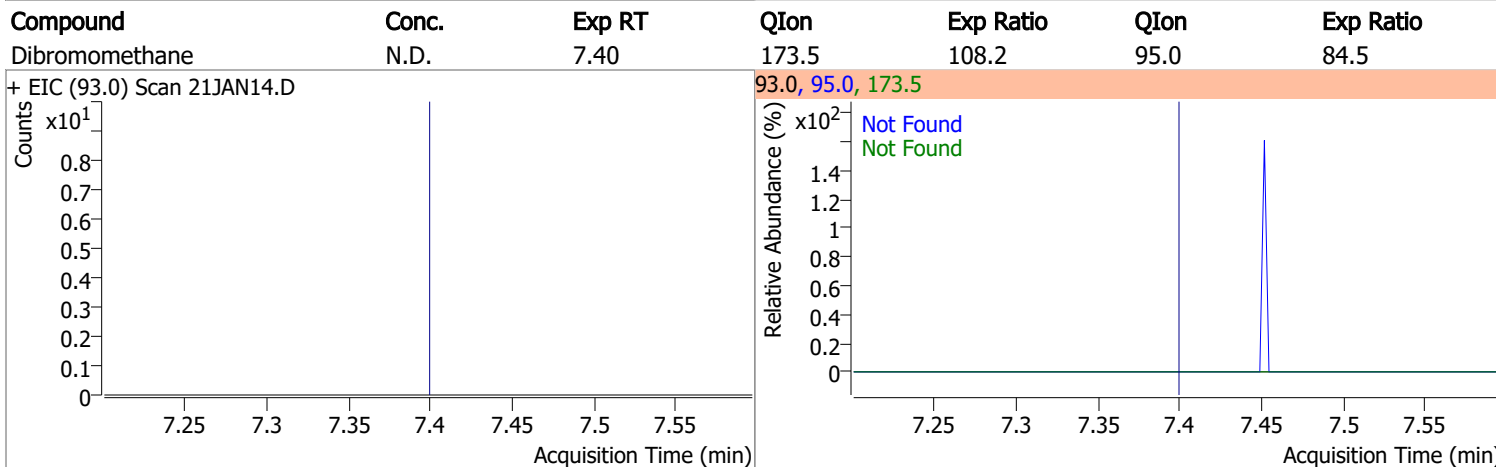 Compound Conc. Exp RT QIon Exp Ratio QIon Exp Ratio
Dibromomethane N.D. 7.40 173.5 108.2 95.0 84.5
+ EIC (93.0) Scan 21JAN14.D
Counts
x10¹
0.8
0.7
0.6
0.5
0.4
0.3
0.2
0.1
0
7.25 7.3 7.35 7.4 7.45 7.5 7.55
Acquisition Time (min)
93.0, 95.0, 173.5
Relative Abundance (%)
x10²
Not Found
Not Found
1.4
1.2
1
0.8
0.6
0.4
0.2
0
7.25 7.3 7.35 7.4 7.45 7.5 7.55
Acquisition Time (min)